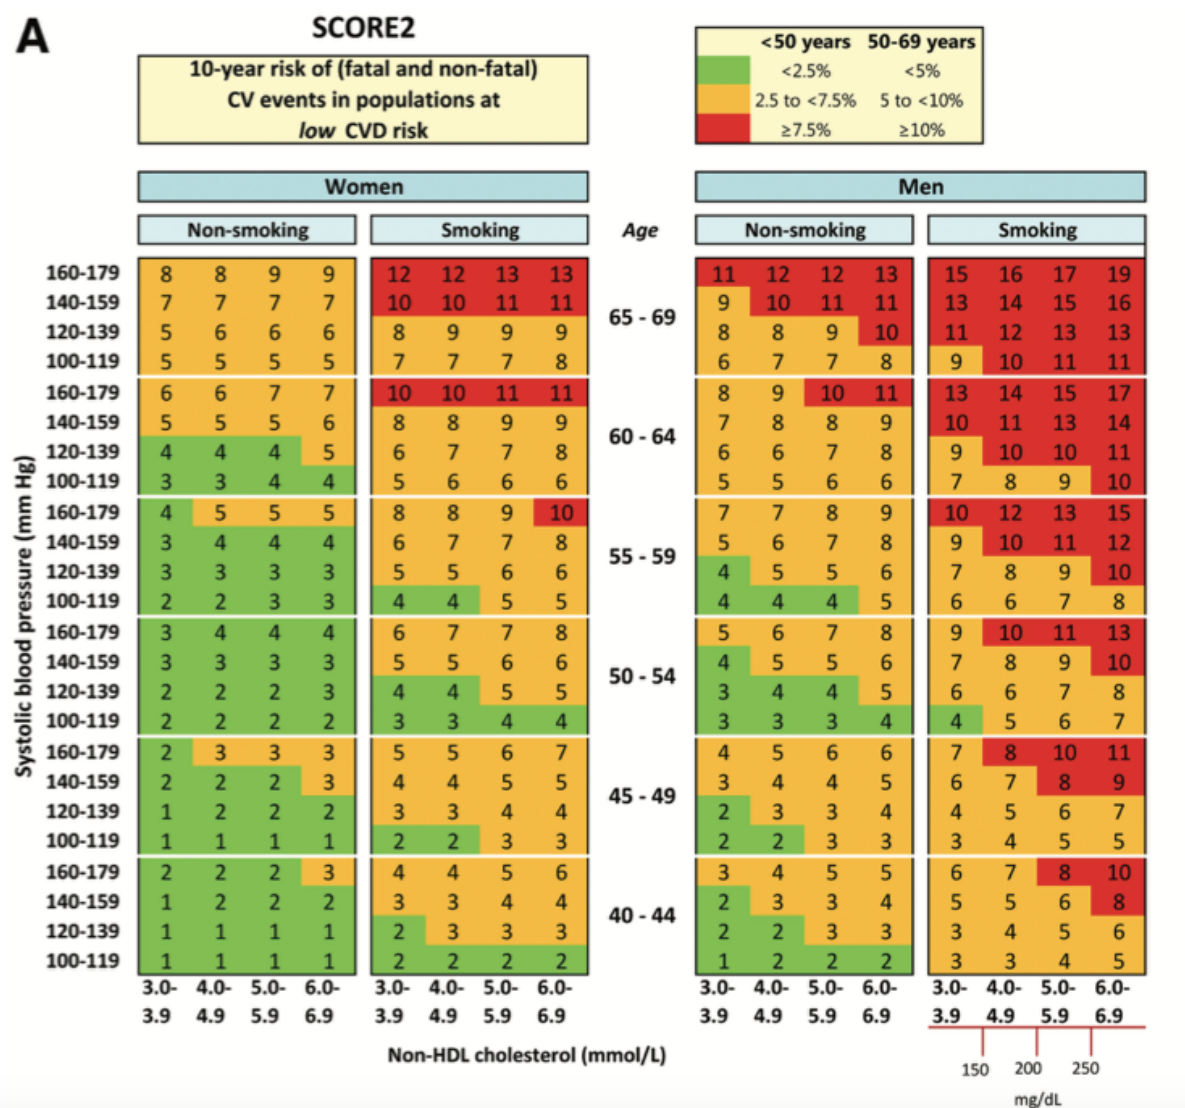 A
SCORE2
10-year risk of (fatal and non-fatal)
CV events in populations at
low CVD risk
<50 years 50-69 years
<2.5% <5%
2.5 to <7.5% 5 to <10%
≥7.5% ≥10%
Women Men
Non-smoking Smoking Age Non-smoking Smoking
Systolic blood pressure (mm Hg)
160-179 8 8 9 9 12 12 13 13 11 12 12 13 15 16 17 19
140-159 7 7 7 7 10 10 11 11 9 10 11 11 13 14 15 16
65 - 69
120-139 5 6 6 6 8 9 9 9 8 8 9 10 11 12 13 13
100-119 5 5 5 5 7 7 7 8 6 7 7 8 9 10 11 11
160-179 6 6 7 7 10 10 11 11 8 9 10 11 13 14 15 17
140-159 5 5 5 6 8 8 9 9 7 8 8 9 10 11 13 14
60 - 64
120-139 4 4 4 5 6 7 7 8 6 6 7 8 9 10 10 11
100-119 3 3 4 4 5 6 6 6 5 5 6 6 7 8 9 10
160-179 4 5 5 5 8 8 9 10 7 7 8 9 10 12 13 15
140-159 3 4 4 4 6 7 7 8 5 6 7 8 9 10 11 12
55 - 59
120-139 3 3 3 3 5 5 6 6 4 5 5 6 7 8 9 10
100-119 2 2 3 3 4 4 5 5 4 4 4 5 6 6 7 8
160-179 3 4 4 4 6 7 7 8 5 6 7 8 9 10 11 13
140-159 3 3 3 3 5 5 6 6 4 5 5 6 7 8 9 10
50 - 54
120-139 2 2 2 3 4 4 5 5 3 4 4 5 6 6 7 8
100-119 2 2 2 2 3 3 4 4 3 3 3 4 4 5 6 7
160-179 2 3 3 3 5 5 6 7 4 5 6 6 7 8 10 11
140-159 2 2 2 3 4 4 5 5 3 4 4 5 6 7 8 9
45 - 49
120-139 1 2 2 2 3 3 4 4 2 3 3 4 4 5 6 7
100-119 1 1 1 1 2 2 3 3 2 2 3 3 3 4 5 5
160-179 2 2 2 3 4 4 5 6 3 4 5 5 6 7 8 10
140-159 1 2 2 2 3 3 4 4 2 3 3 4 5 5 6 8
40 - 44
120-139 1 1 1 1 2 3 3 3 2 2 3 3 3 4 5 6
100-119 1 1 1 1 2 2 2 2 1 2 2 2 3 3 4 5
3.0- 4.0- 5.0- 6.0- 3.0- 4.0- 5.0- 6.0- 3.0- 4.0- 5.0- 6.0- 3.0- 4.0- 5.0- 6.0-
3.9 4.9 5.9 6.9 3.9 4.9 5.9 6.9 3.9 4.9 5.9 6.9 3.9 4.9 5.9 6.9
Non-HDL cholesterol (mmol/L)
150 200 250
mg/dL